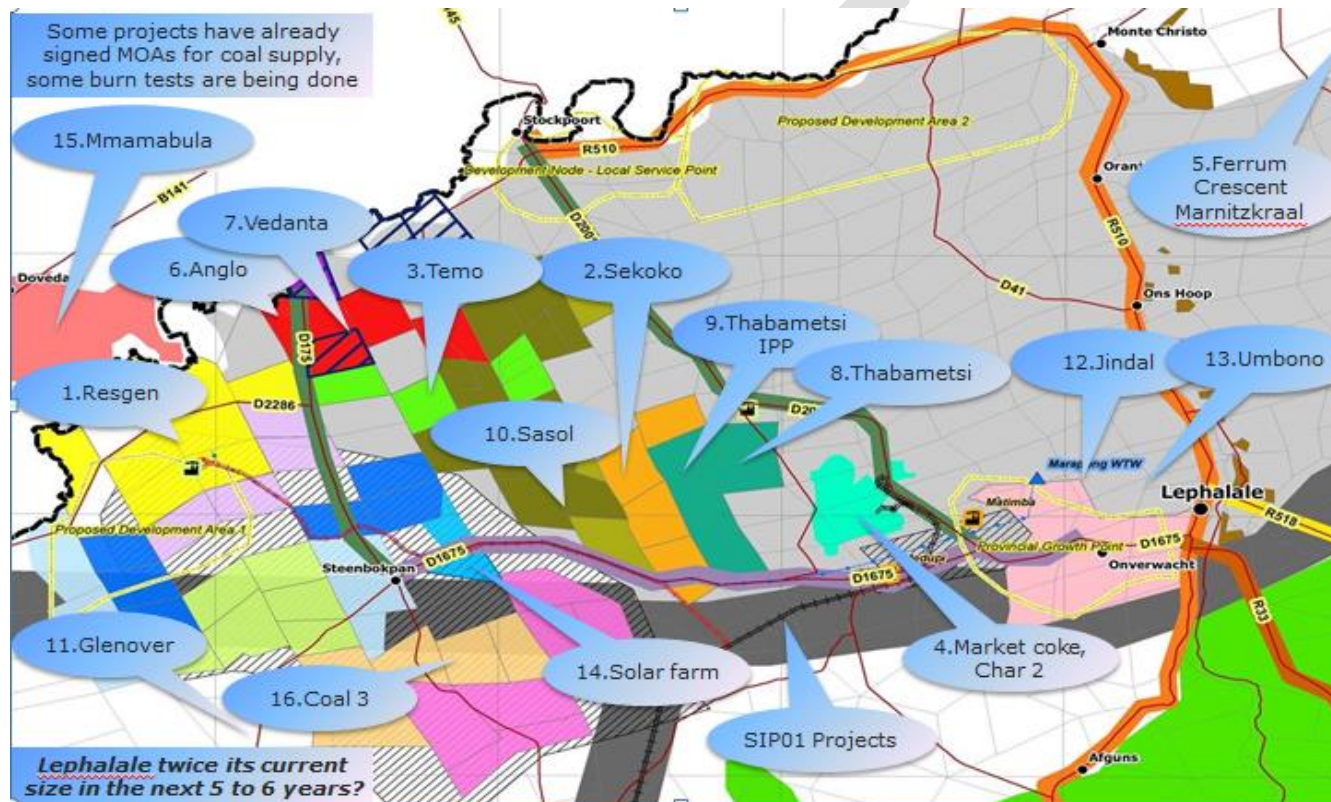 Some projects have already
signed MOAs for coal supply,
some burn tests are being done
Monte Christo
15.Mmamabula
Stockpoort
Proposed Development Area 2
R510
Development Node - Local Service Point
5.Ferrum
Crescent
Marnitzkraal
B141
7.Vedanta
R510
6.Anglo
3.Temo
2.Sekoko
D41
Ons Hoop
9.Thabametsi
IPP
D175
12.Jindal
13.Umbono
8.Thabametsi
1.Resgen
D2286
10.Sasol
Marapong WTW
Matimba
Lephalale
R518
Proposed Development Area 1
Provincial Growth Point
D1675
D1675
Onverwacht
Steenbokpan
D1675
R33
11.Glenover
14.Solar farm
4.Market coke,
Char 2
16.Coal 3
SIP01 Projects
Afguns
Lephalale twice its current
size in the next 5 to 6 years?